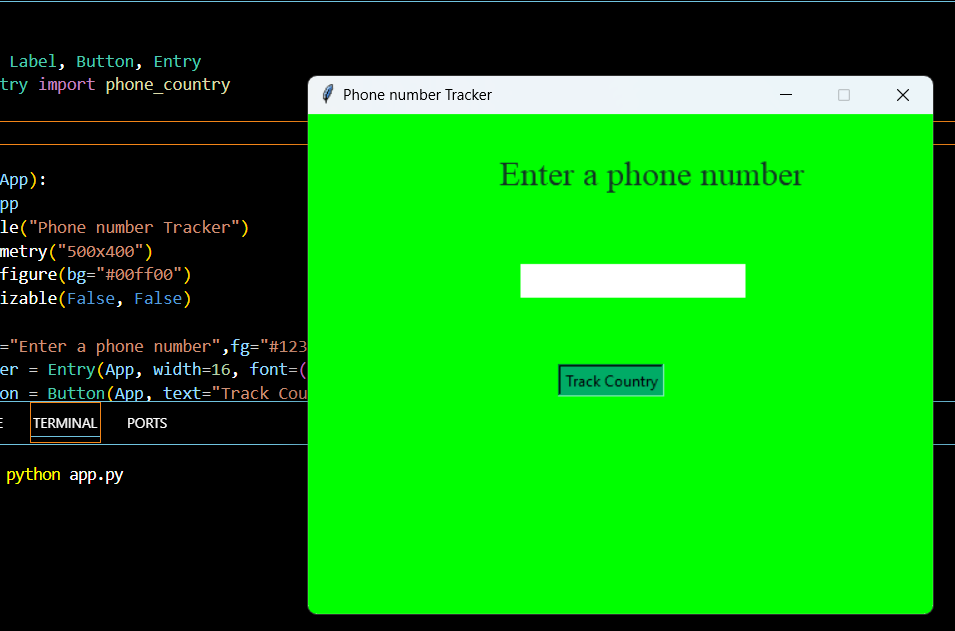 Label, Button, Entry
try import phone_country
Phone number Tracker
Enter a phone number
Track Country
App):
pp
le("Phone number Tracker")
metry("500x400")
figure(bg="#00ff00")
izable(False, False)
="Enter a phone number",fg="#123
er = Entry(App, width=16, font=(
on = Button(App, text="Track Cou
E TERMINAL PORTS
python app.py